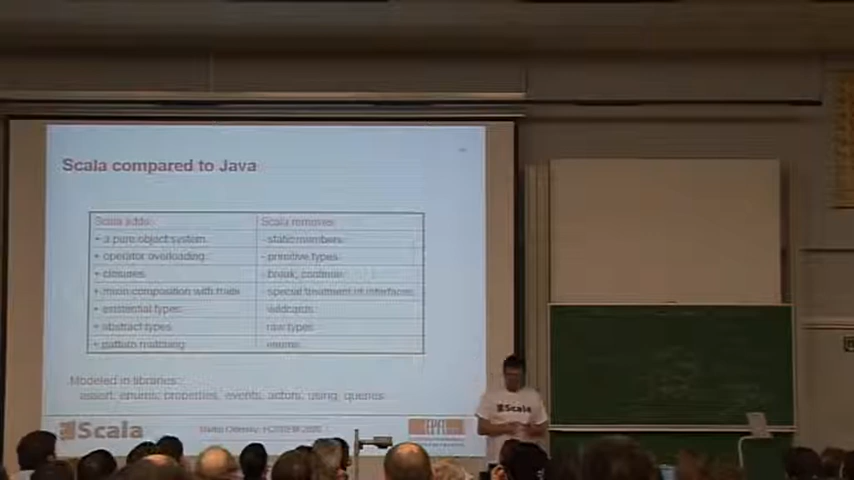 Scala compared to Java
Scala adds: Scala removes:
+ a pure object system - static members
+ operator overloading - primitive types
+ closures - break, continue
+ mixin composition with traits - special treatment of interfaces
+ existential types - wildcards
+ abstract types - raw types
+ pattern matching - enums
Modeled in libraries:
assert, enums, properties, events, actors, using, queries
Scala
EPFL
Scala